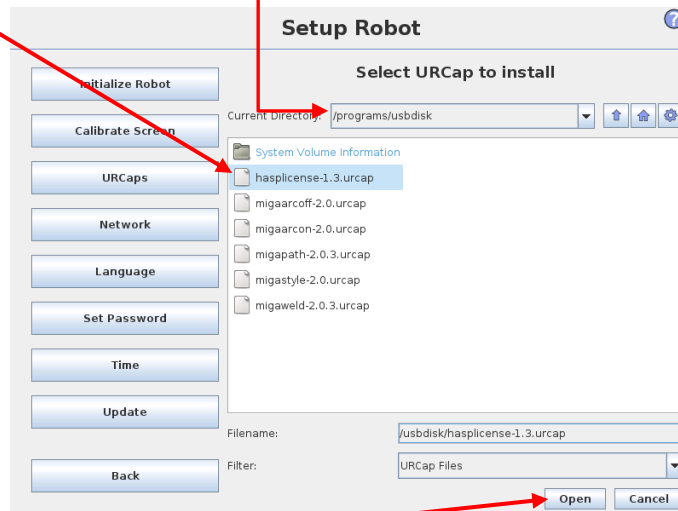 Setup Robot
Select URCap to install
Initialize Robot
Calibrate Screen
URCaps
Network
Language
Set Password
Time
Update
Back
Current Directory: /programs/usbdisk
System Volume Information
hasplicense-1.3.urcap
migaarcoff-2.0.urcap
migaarcon-2.0.urcap
migapath-2.0.3.urcap
migastyle-2.0.urcap
migaweld-2.0.3.urcap
Filename: /usbdisk/hasplicense-1.3.urcap
Filter: URCap Files
Open Cancel